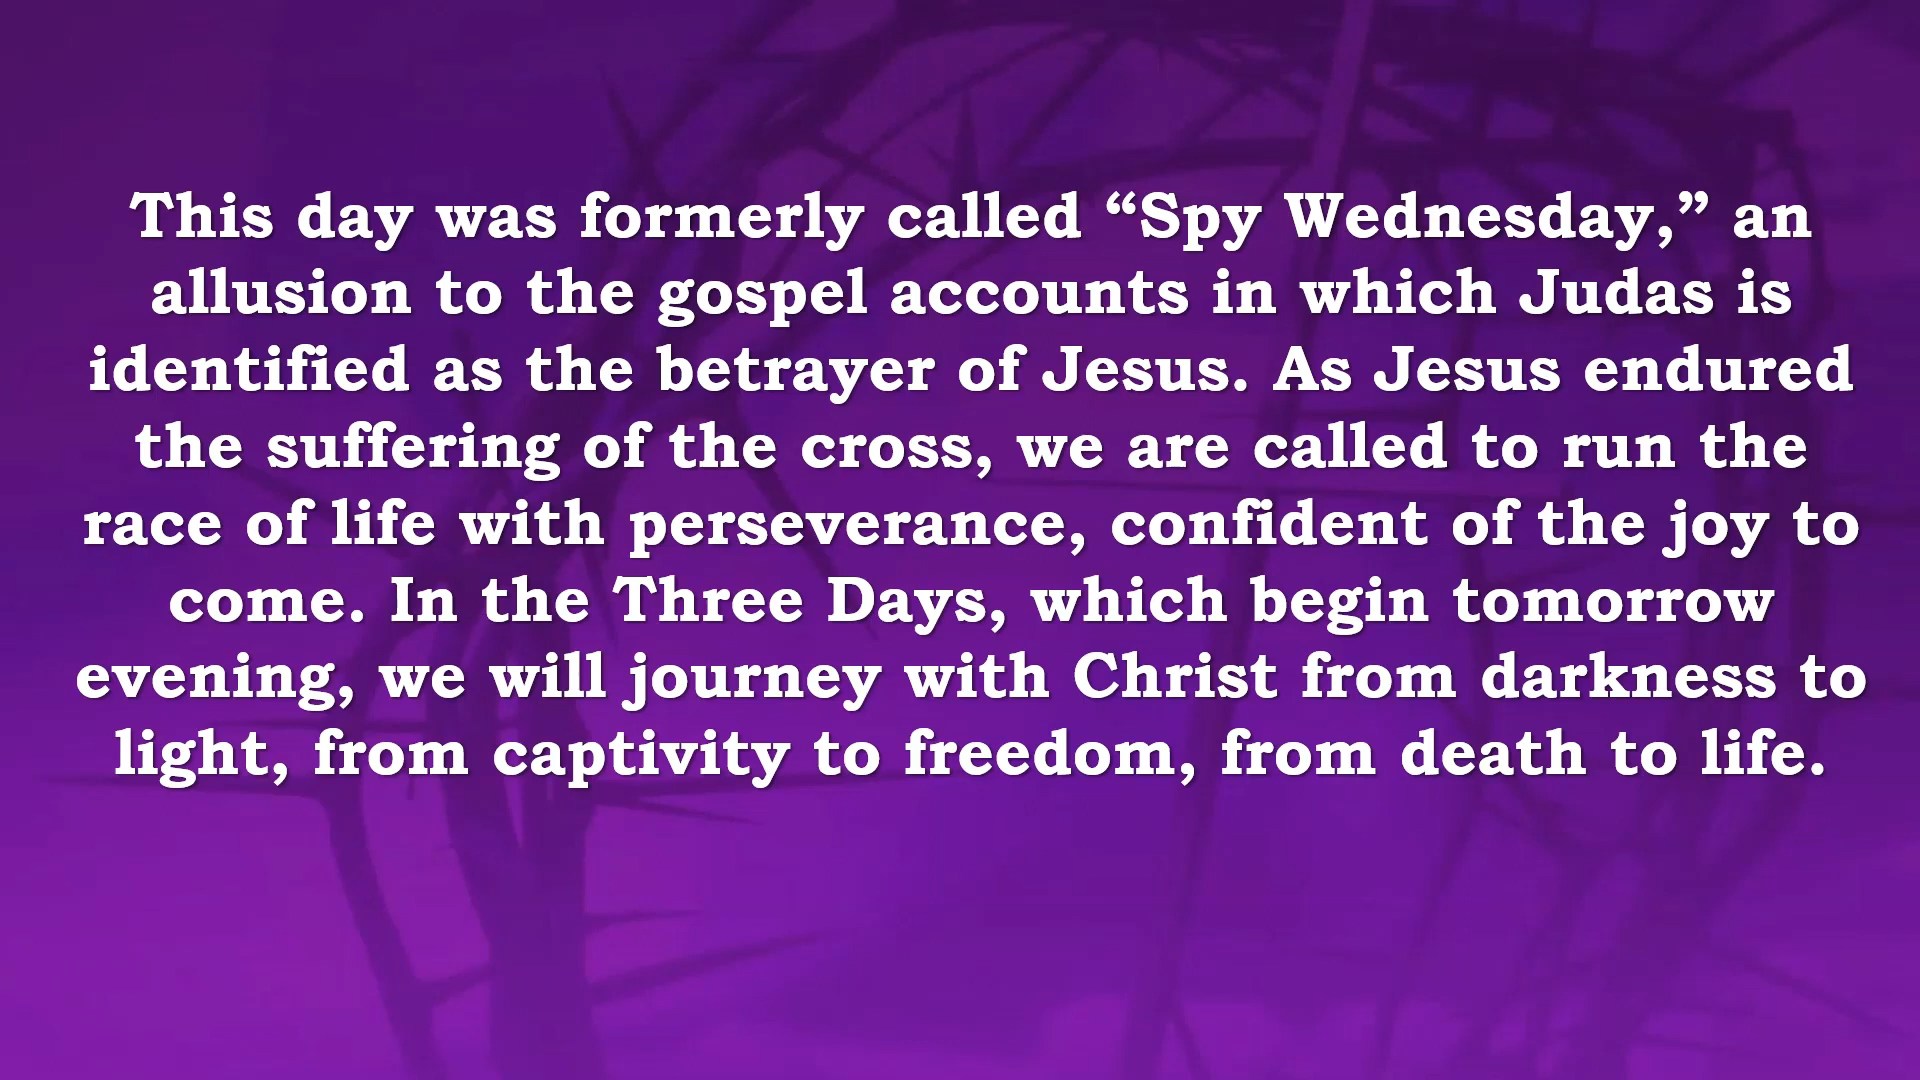 This day was formerly called “Spy Wednesday,” an
allusion to the gospel accounts in which Judas is
identified as the betrayer of Jesus. As Jesus endured
the suffering of the cross, we are called to run the
race of life with perseverance, confident of the joy to
come. In the Three Days, which begin tomorrow
evening, we will journey with Christ from darkness to
light, from captivity to freedom, from death to life.